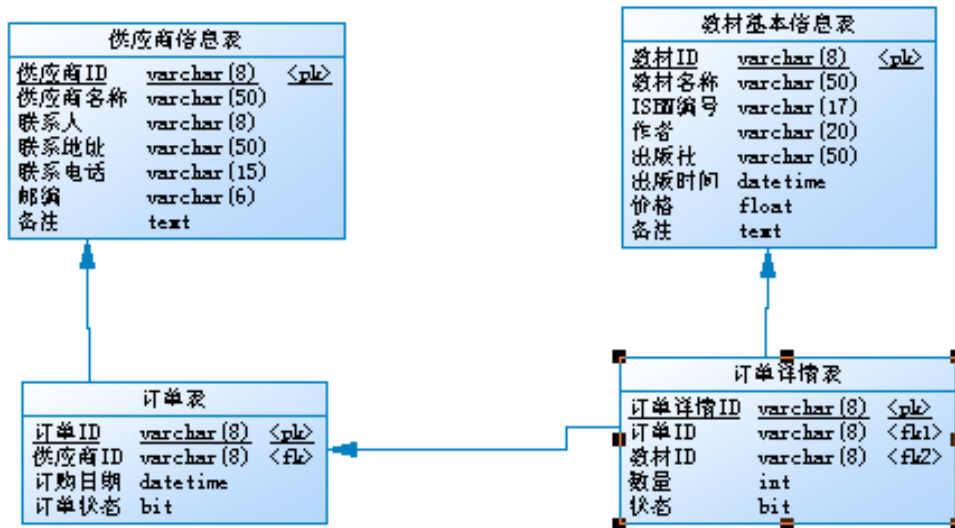 供应商信息表
供应商ID varchar(8) <pk>
供应商名称 varchar(50)
联系人 varchar(8)
联系地址 varchar(50)
联系电话 varchar(15)
邮编 varchar(6)
备注 text
教材基本信息表
教材ID varchar(8) <pk>
教材名称 varchar(50)
ISBN编号 varchar(17)
作者 varchar(20)
出版社 varchar(50)
出版时间 datetime
价格 float
备注 text
订单表
订单ID varchar(8) <pk>
供应商ID varchar(8) <fk>
订购日期 datetime
订单状态 bit
订单详情表
订单详情ID varchar(8) <pk>
订单ID varchar(8) <fk1>
教材ID varchar(8) <fk2>
数量 int
状态 bit